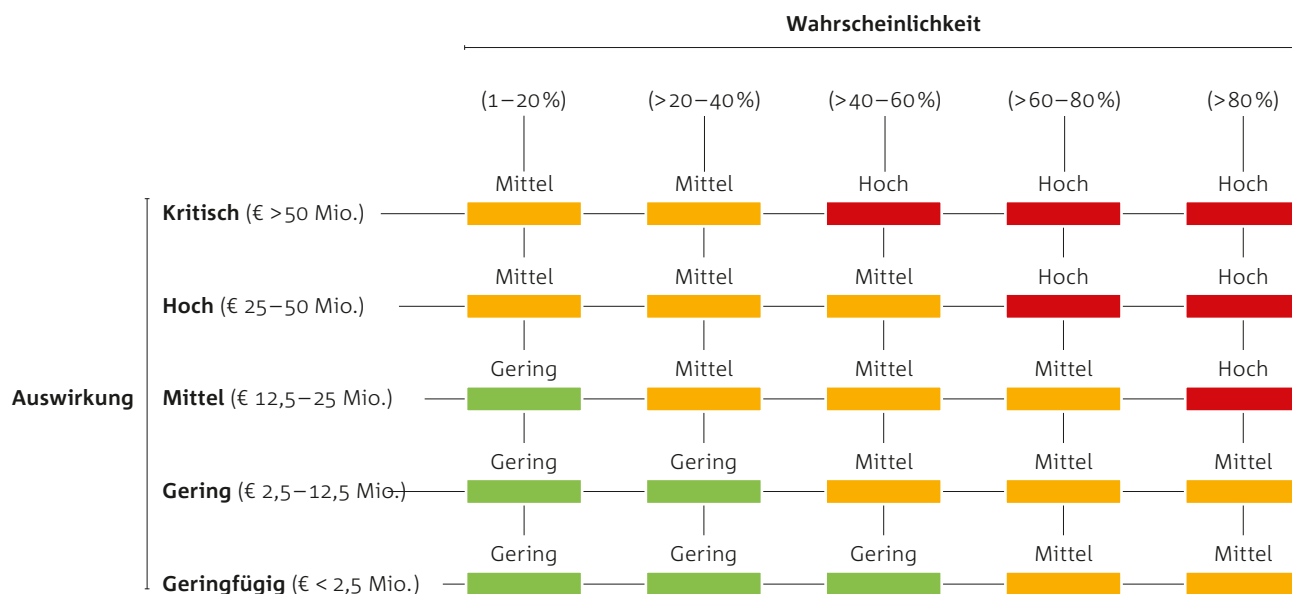 Wahrscheinlichkeit
(1–20%) (>20–40%) (>40–60%) (>60–80%) (>80%)
Mittel Mittel Hoch Hoch Hoch
Kritisch (€ >50 Mio.)
Mittel Mittel Mittel Hoch Hoch
Hoch (€ 25–50 Mio.)
Gering Mittel Mittel Mittel Hoch
Auswirkung Mittel (€ 12,5–25 Mio.)
Gering Gering Mittel Mittel Mittel
Gering (€ 2,5–12,5 Mio.)
Gering Gering Gering Mittel Mittel
Geringfügig (€ < 2,5 Mio.)